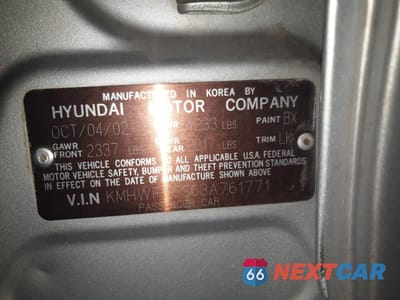 MANUFACTURED IN KOREA BY
HYUNDAI MOTOR COMPANY
OCT/04/02 4233 LBS PAINT BX
GAWR FRONT 2337 LBS LBS TRIM LK
THIS VEHICLE CONFORMS TO ALL APPLICABLE U.S.A. FEDERAL
MOTOR VEHICLE SAFETY, BUMPER AND THEFT PREVENTION STANDARDS
IN EFFECT ON THE DATE OF MANUFACTURE SHOWN ABOVE.
V.I.N
PASSENGER CAR
66 NEXTCAR